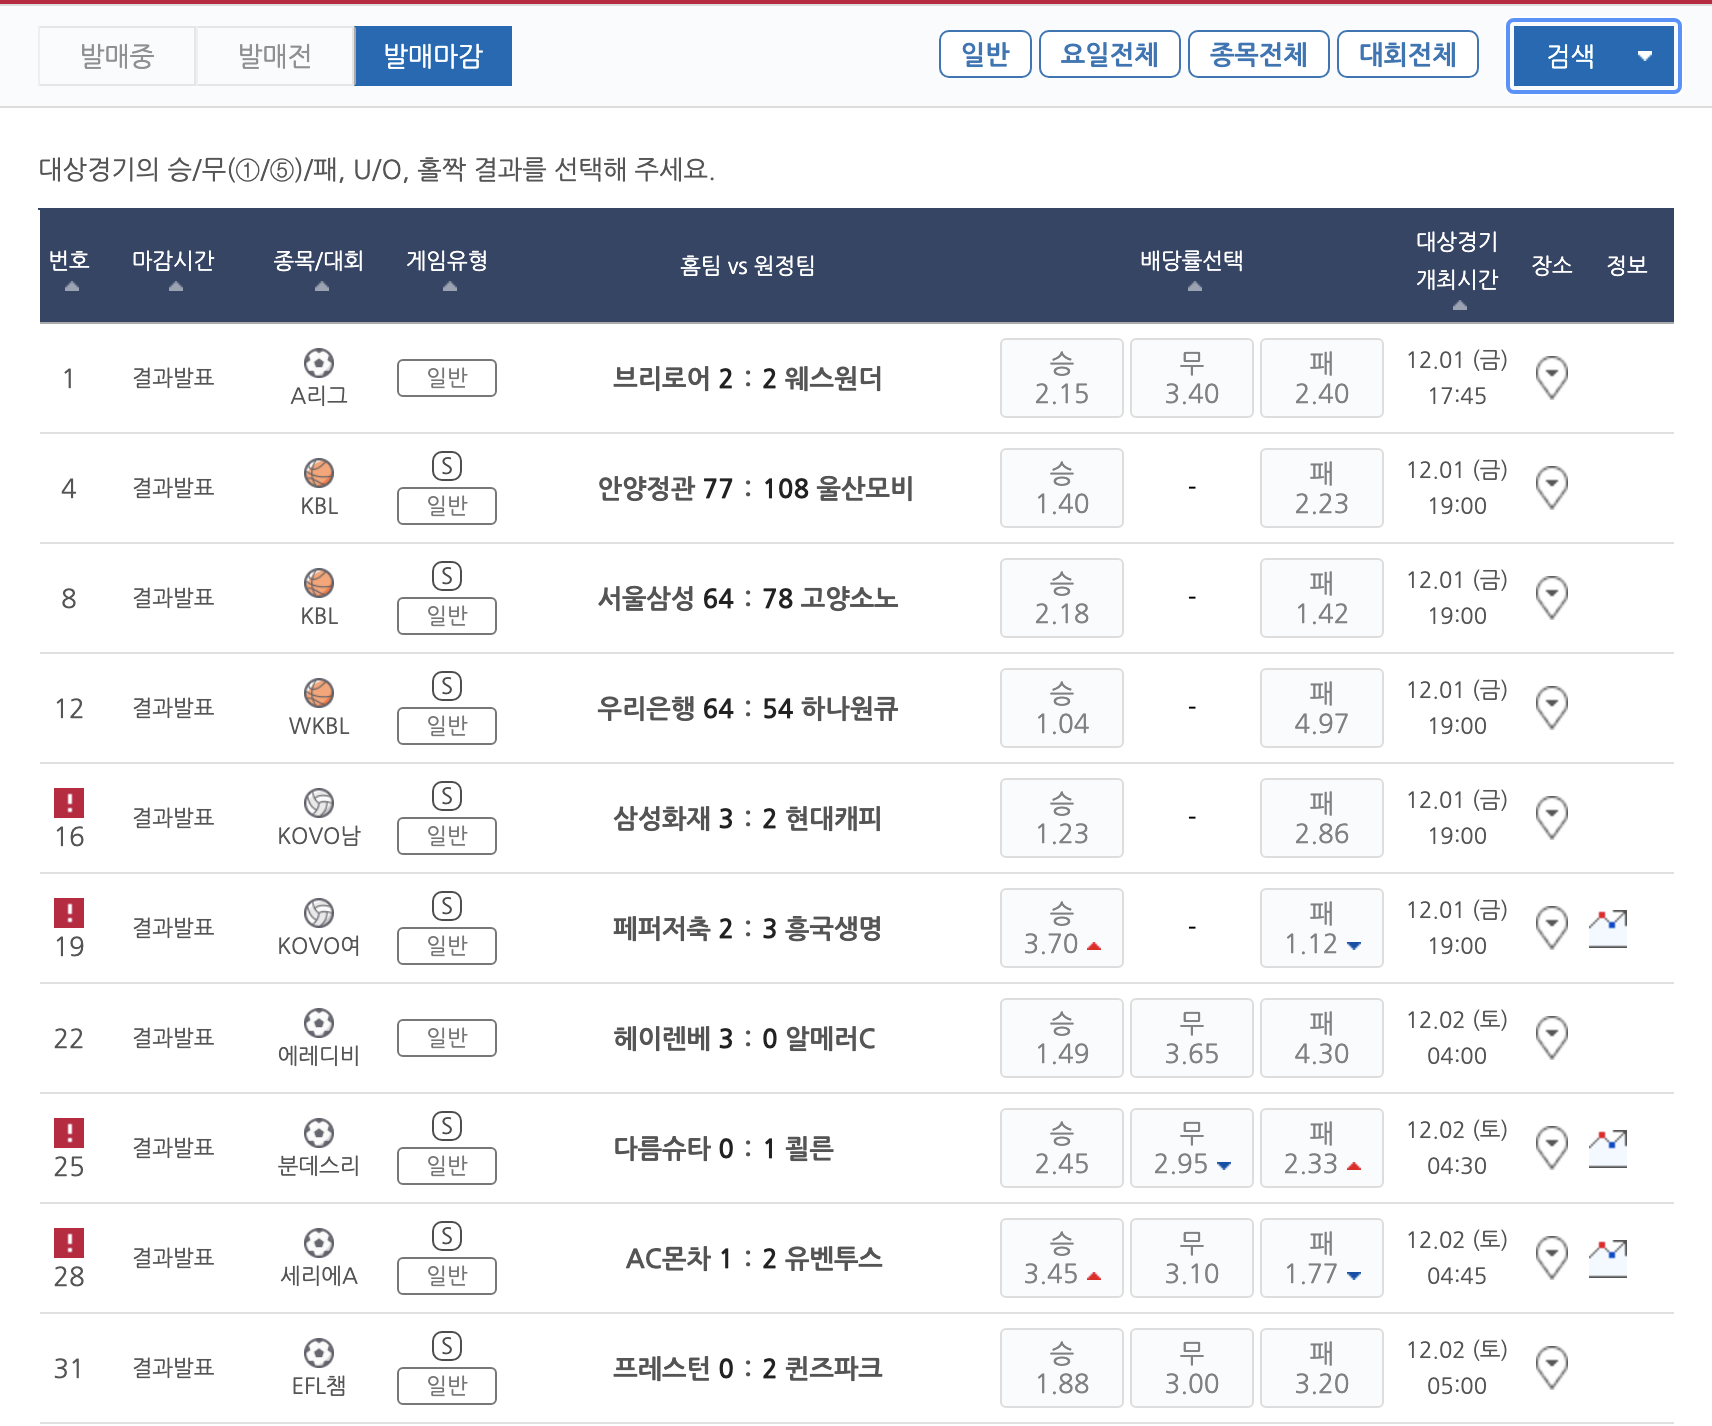 발매중 발매전 발매마감 일반 요일전체 종목전체 대회전체 검색
대상경기의 승/무(①/⑤)/패, U/O, 홀짝 결과를 선택해 주세요.
번호 마감시간 종목/대회 게임유형 홈팀 vs 원정팀 배당률선택 대상경기 개최시간 장소 정보
1 결과발표 A리그 일반 브리로어 2 : 2 웨스원더 승 2.15 무 3.40 패 2.40 12.01 (금) 17:45
4 결과발표 KBL S 일반 안양정관 77 : 108 울산모비 승 1.40 - 패 2.23 12.01 (금) 19:00
8 결과발표 KBL S 일반 서울삼성 64 : 78 고양소노 승 2.18 - 패 1.42 12.01 (금) 19:00
12 결과발표 WKBL S 일반 우리은행 64 : 54 하나원큐 승 1.04 - 패 4.97 12.01 (금) 19:00
! 16 결과발표 KOVO남 S 일반 삼성화재 3 : 2 현대캐피 승 1.23 - 패 2.86 12.01 (금) 19:00
! 19 결과발표 KOVO여 S 일반 페퍼저축 2 : 3 흥국생명 승 3.70 - 패 1.12 12.01 (금) 19:00
22 결과발표 에레디비 일반 헤이렌베 3 : 0 알메러C 승 1.49 무 3.65 패 4.30 12.02 (토) 04:00
! 25 결과발표 분데스리 S 일반 다름슈타 0 : 1 쾰른 승 2.45 무 2.95 패 2.33 12.02 (토) 04:30
! 28 결과발표 세리에A S 일반 AC몬차 1 : 2 유벤투스 승 3.45 무 3.10 패 1.77 12.02 (토) 04:45
31 결과발표 EFL챔 S 일반 프레스턴 0 : 2 퀸즈파크 승 1.88 무 3.00 패 3.20 12.02 (토) 05:00